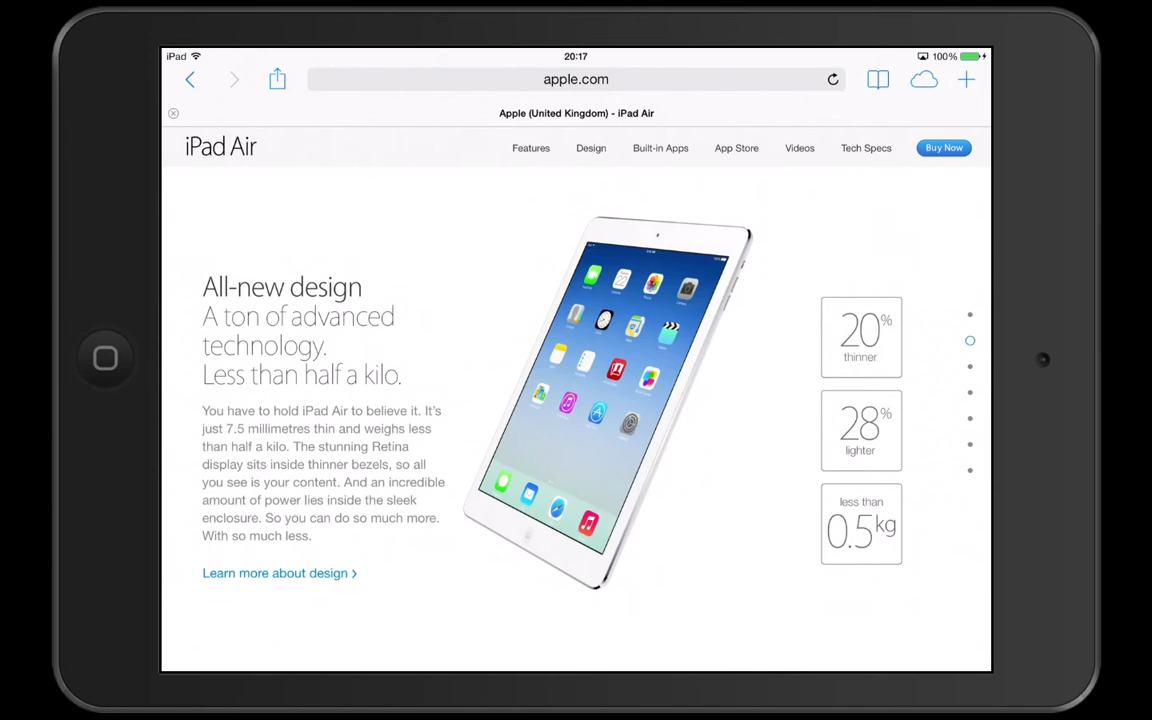 iPad
20:17
100%
apple.com
Apple (United Kingdom) - iPad Air
iPad Air
Features
Design
Built-in Apps
App Store
Videos
Tech Specs
Buy Now
All-new design
A ton of advanced
technology.
Less than half a kilo.
You have to hold iPad Air to believe it. It's
just 7.5 millimetres thin and weighs less
than half a kilo. The stunning Retina
display sits inside thinner bezels, so all
you see is your content. And an incredible
amount of power lies inside the sleek
enclosure. So you can do so much more.
With so much less.
Learn more about design >
22
20%
thinner
28%
lighter
less than
0.5kg